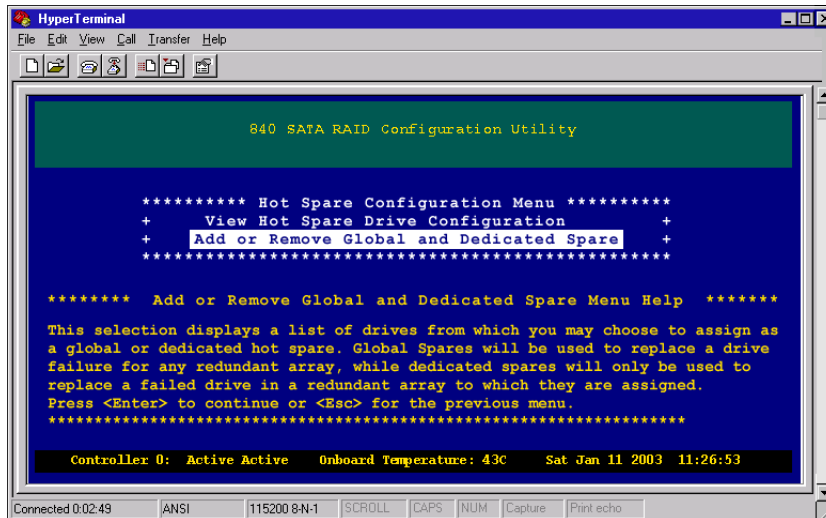 HyperTerminal
File Edit View Call Transfer Help
840 SATA RAID Configuration Utility
********** Hot Spare Configuration Menu **********
+ View Hot Spare Drive Configuration +
+ Add or Remove Global and Dedicated Spare +
***************************************************
******** Add or Remove Global and Dedicated Spare Menu Help *******
This selection displays a list of drives from which you may choose to assign as
a global or dedicated hot spare. Global Spares will be used to replace a drive
failure for any redundant array, while dedicated spares will only be used to
replace a failed drive in a redundant array to which they are assigned.
Press <Enter> to continue or <Esc> for the previous menu.
**********************************************************************
Controller 0: Active Active Onboard Temperature: 43C Sat Jan 11 2003 11:26:53
Connected 0:02:49 ANSI 115200 8-N-1 SCROLL CAPS NUM Capture Print echo